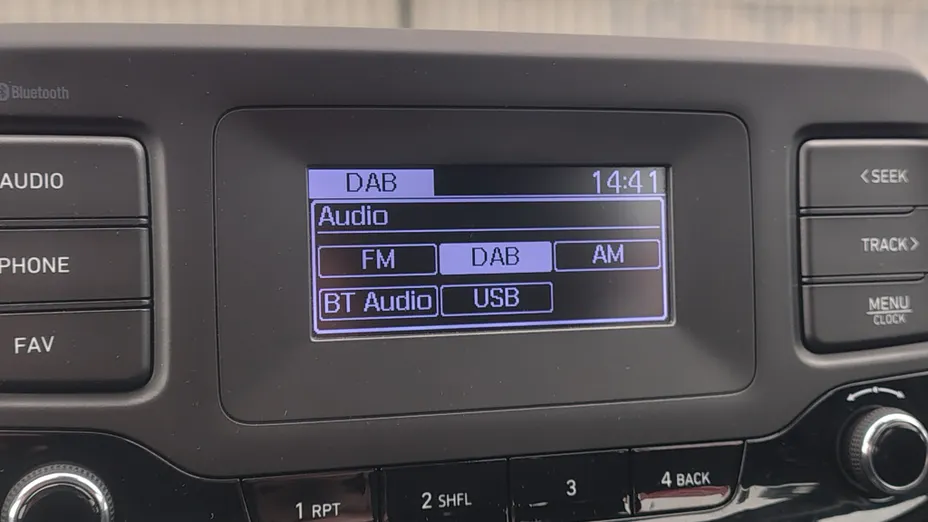 Bluetooth
AUDIO
PHONE
FAV
DAB 14:41
Audio
FM DAB AM
BT Audio USB
<SEEK
TRACK>
MENU
CLOCK
1 RPT 2 SHFL 3 4 BACK